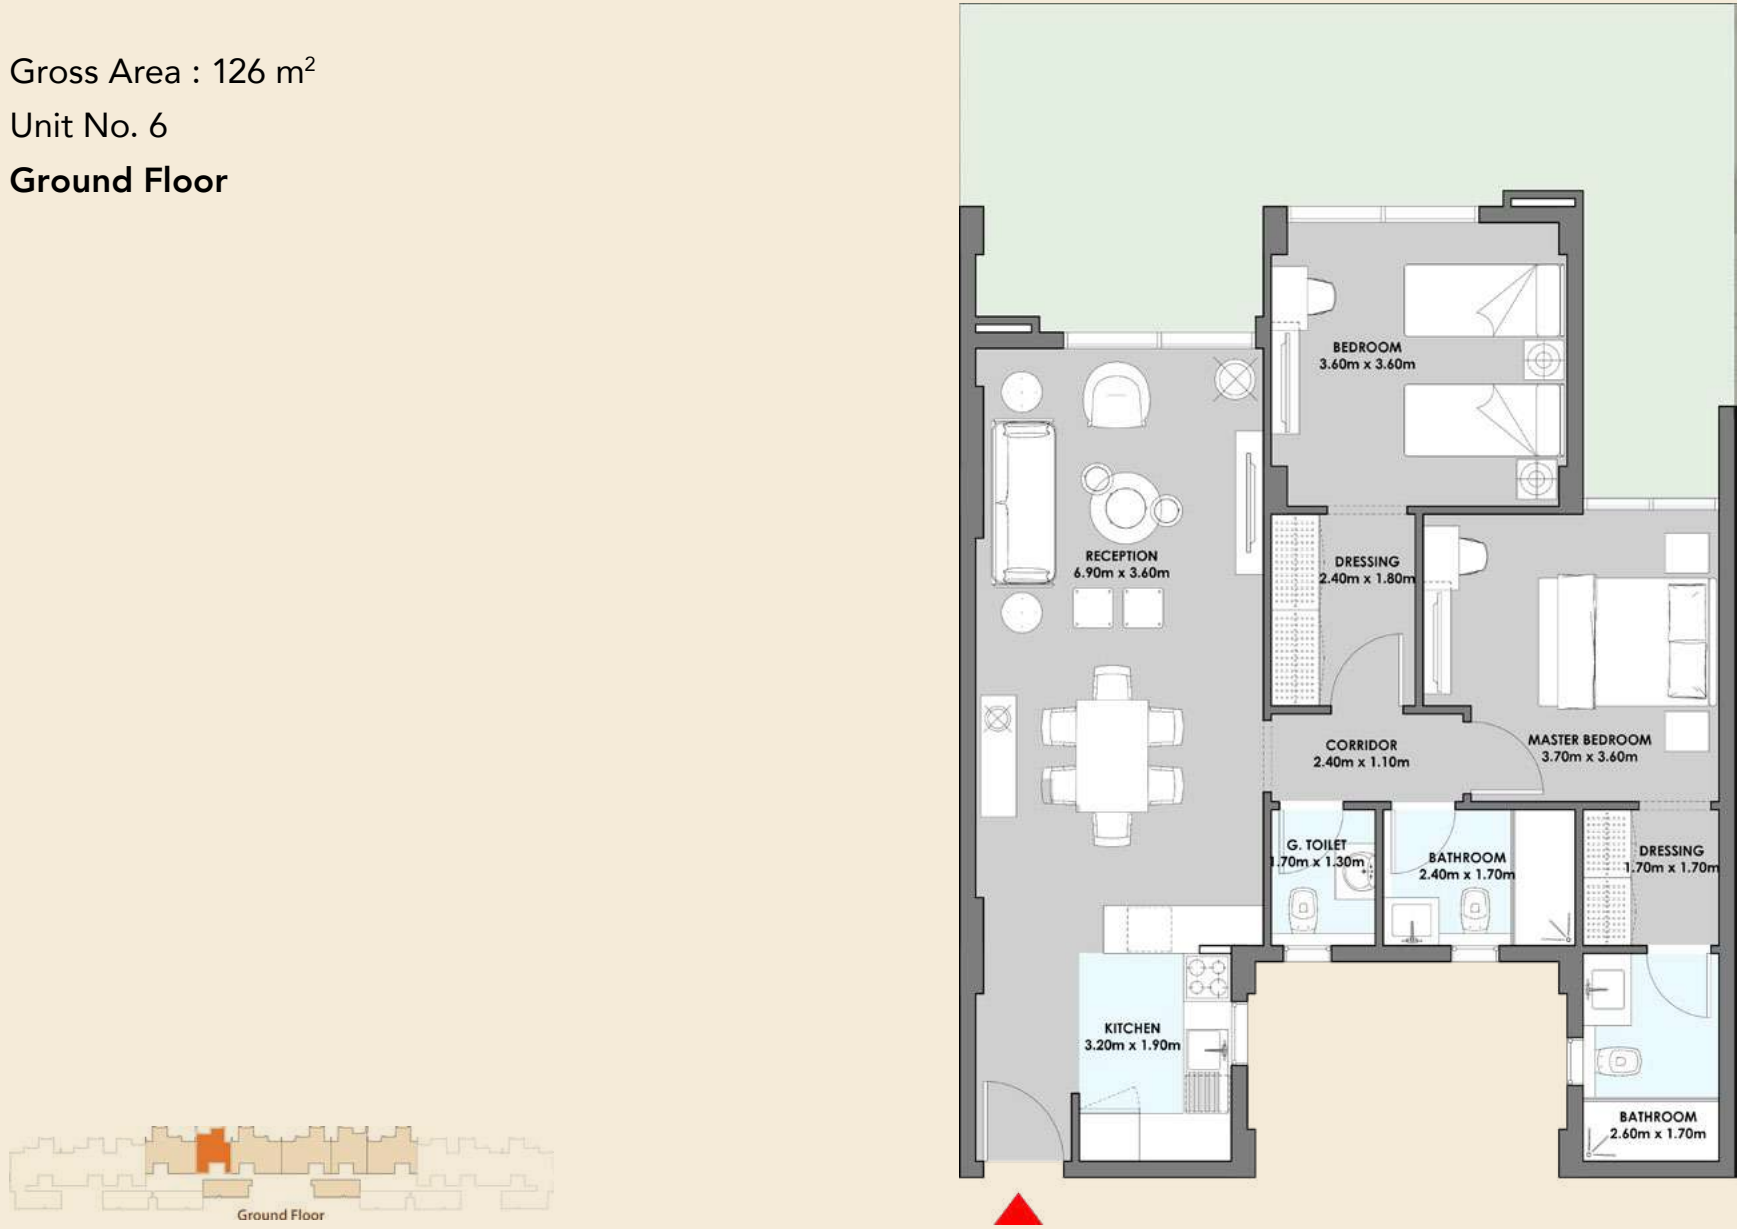 Gross Area : 126 m²
Unit No. 6
Ground Floor
BEDROOM
3.60m x 3.60m
RECEPTION
6.90m x 3.60m
DRESSING
2.40m x 1.80m
CORRIDOR
2.40m x 1.10m
MASTER BEDROOM
3.70m x 3.60m
G. TOILET
1.70m x 1.30m
BATHROOM
2.40m x 1.70m
DRESSING
1.70m x 1.70m
KITCHEN
3.20m x 1.90m
BATHROOM
2.60m x 1.70m
Ground Floor